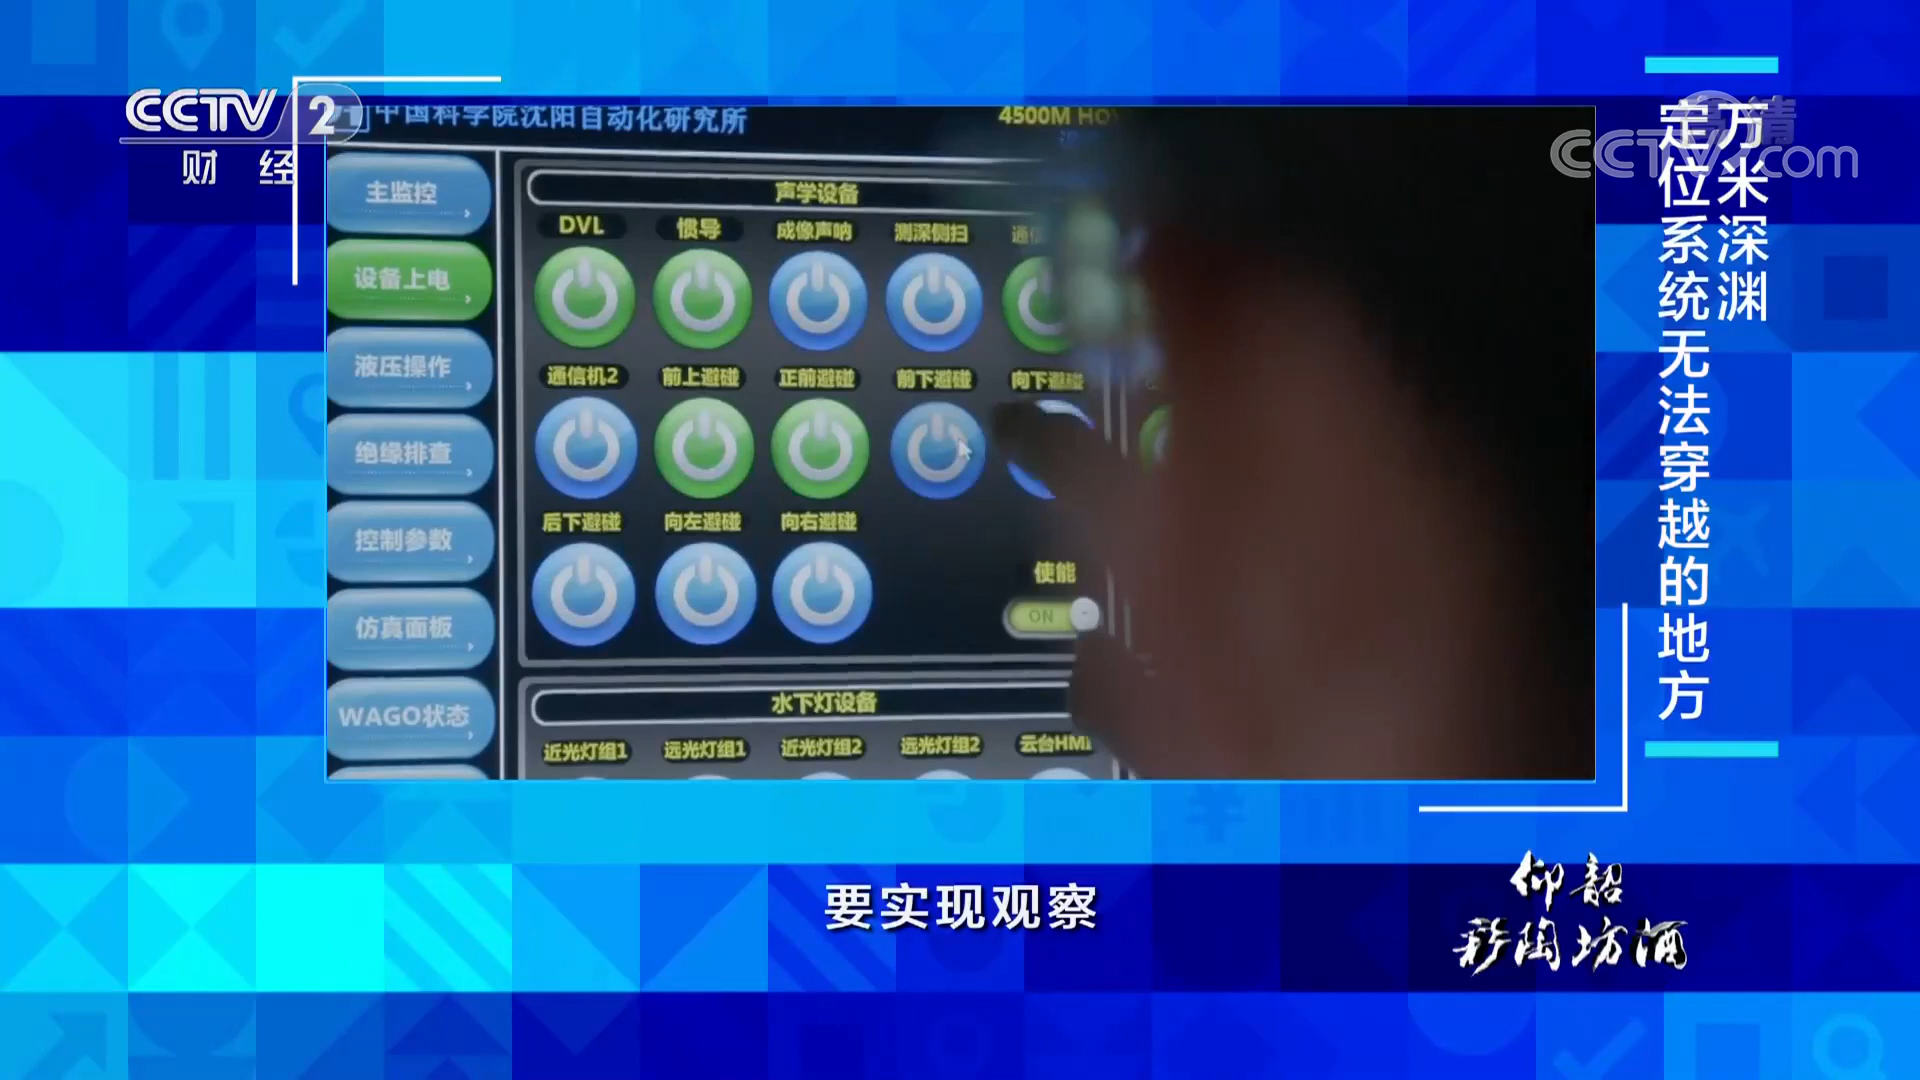 CCTV 2
财 经
高清
CCTV.com
万米深渊
定位系统无法穿越的地方
中国科学院沈阳自动化研究所
4500M HOV
主监控
设备上电
液压操作
绝缘排查
控制参数
仿真面板
WAGO状态
声学设备
DVL 惯导 成像声呐 测深侧扫 通信
通信机2 前上避碰 正前避碰 前下避碰 向下避碰
后下避碰 向左避碰 向右避碰
使能
ON
水下灯设备
近光灯组1 远光灯组1 近光灯组2 远光灯组2 云台HMI
要实现观察
仰韶
彩陶坊酒